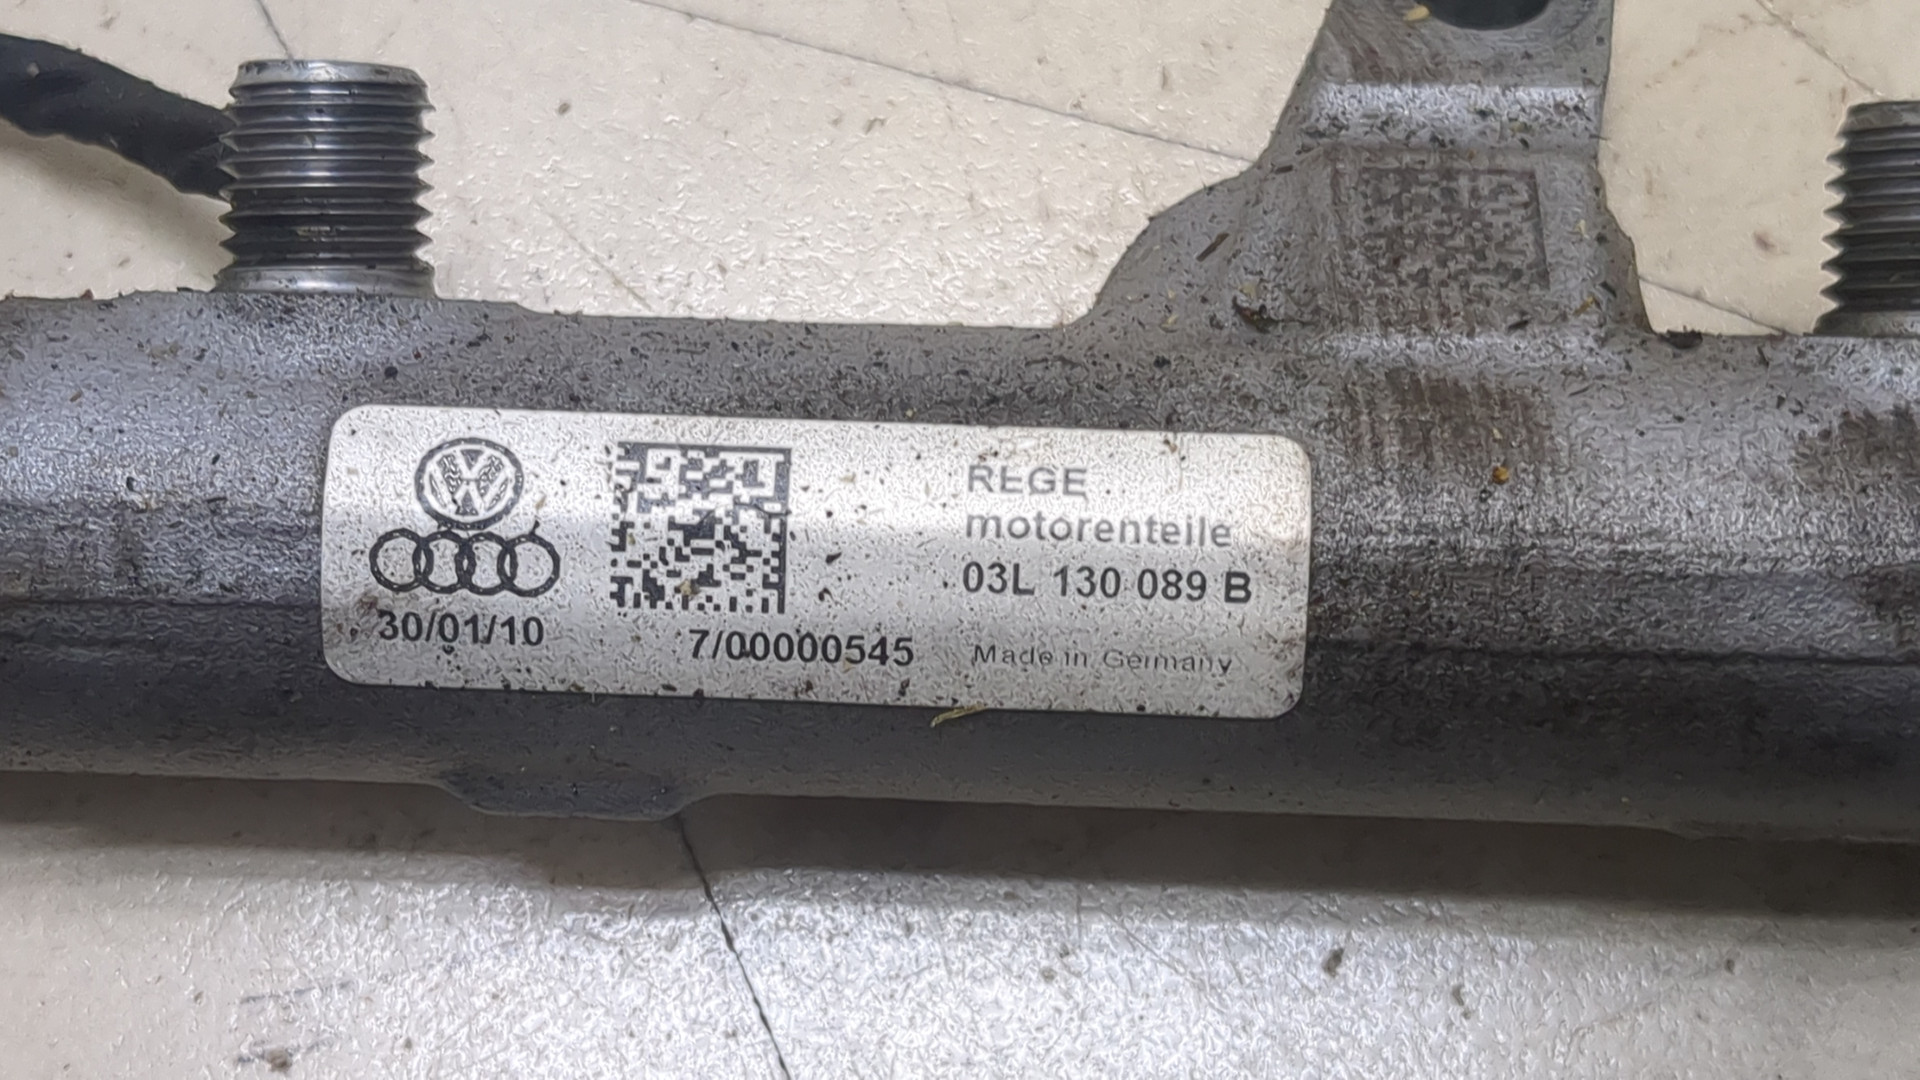 REGE
motorenteile
03L 130 089 B
30/01/10
7/00000545
Made in Germany